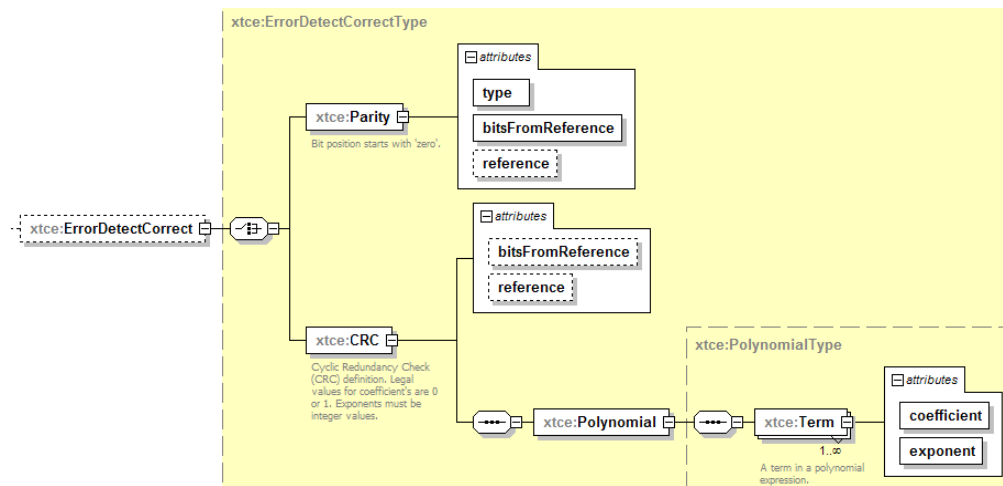 xtce:ErrorDetectCorrectType
attributes
type
bitsFromReference
reference
xtce:Parity
Bit position starts with 'zero'.
xtce:ErrorDetectCorrect
attributes
bitsFromReference
reference
xtce:CRC
Cyclic Redundancy Check
(CRC) definition. Legal
values for coefficient's are 0
or 1. Exponents must be
integer values.
xtce:PolynomialType
xtce:Polynomial
xtce:Term
1..∞
A term in a polynomial
expression.
attributes
coefficient
exponent